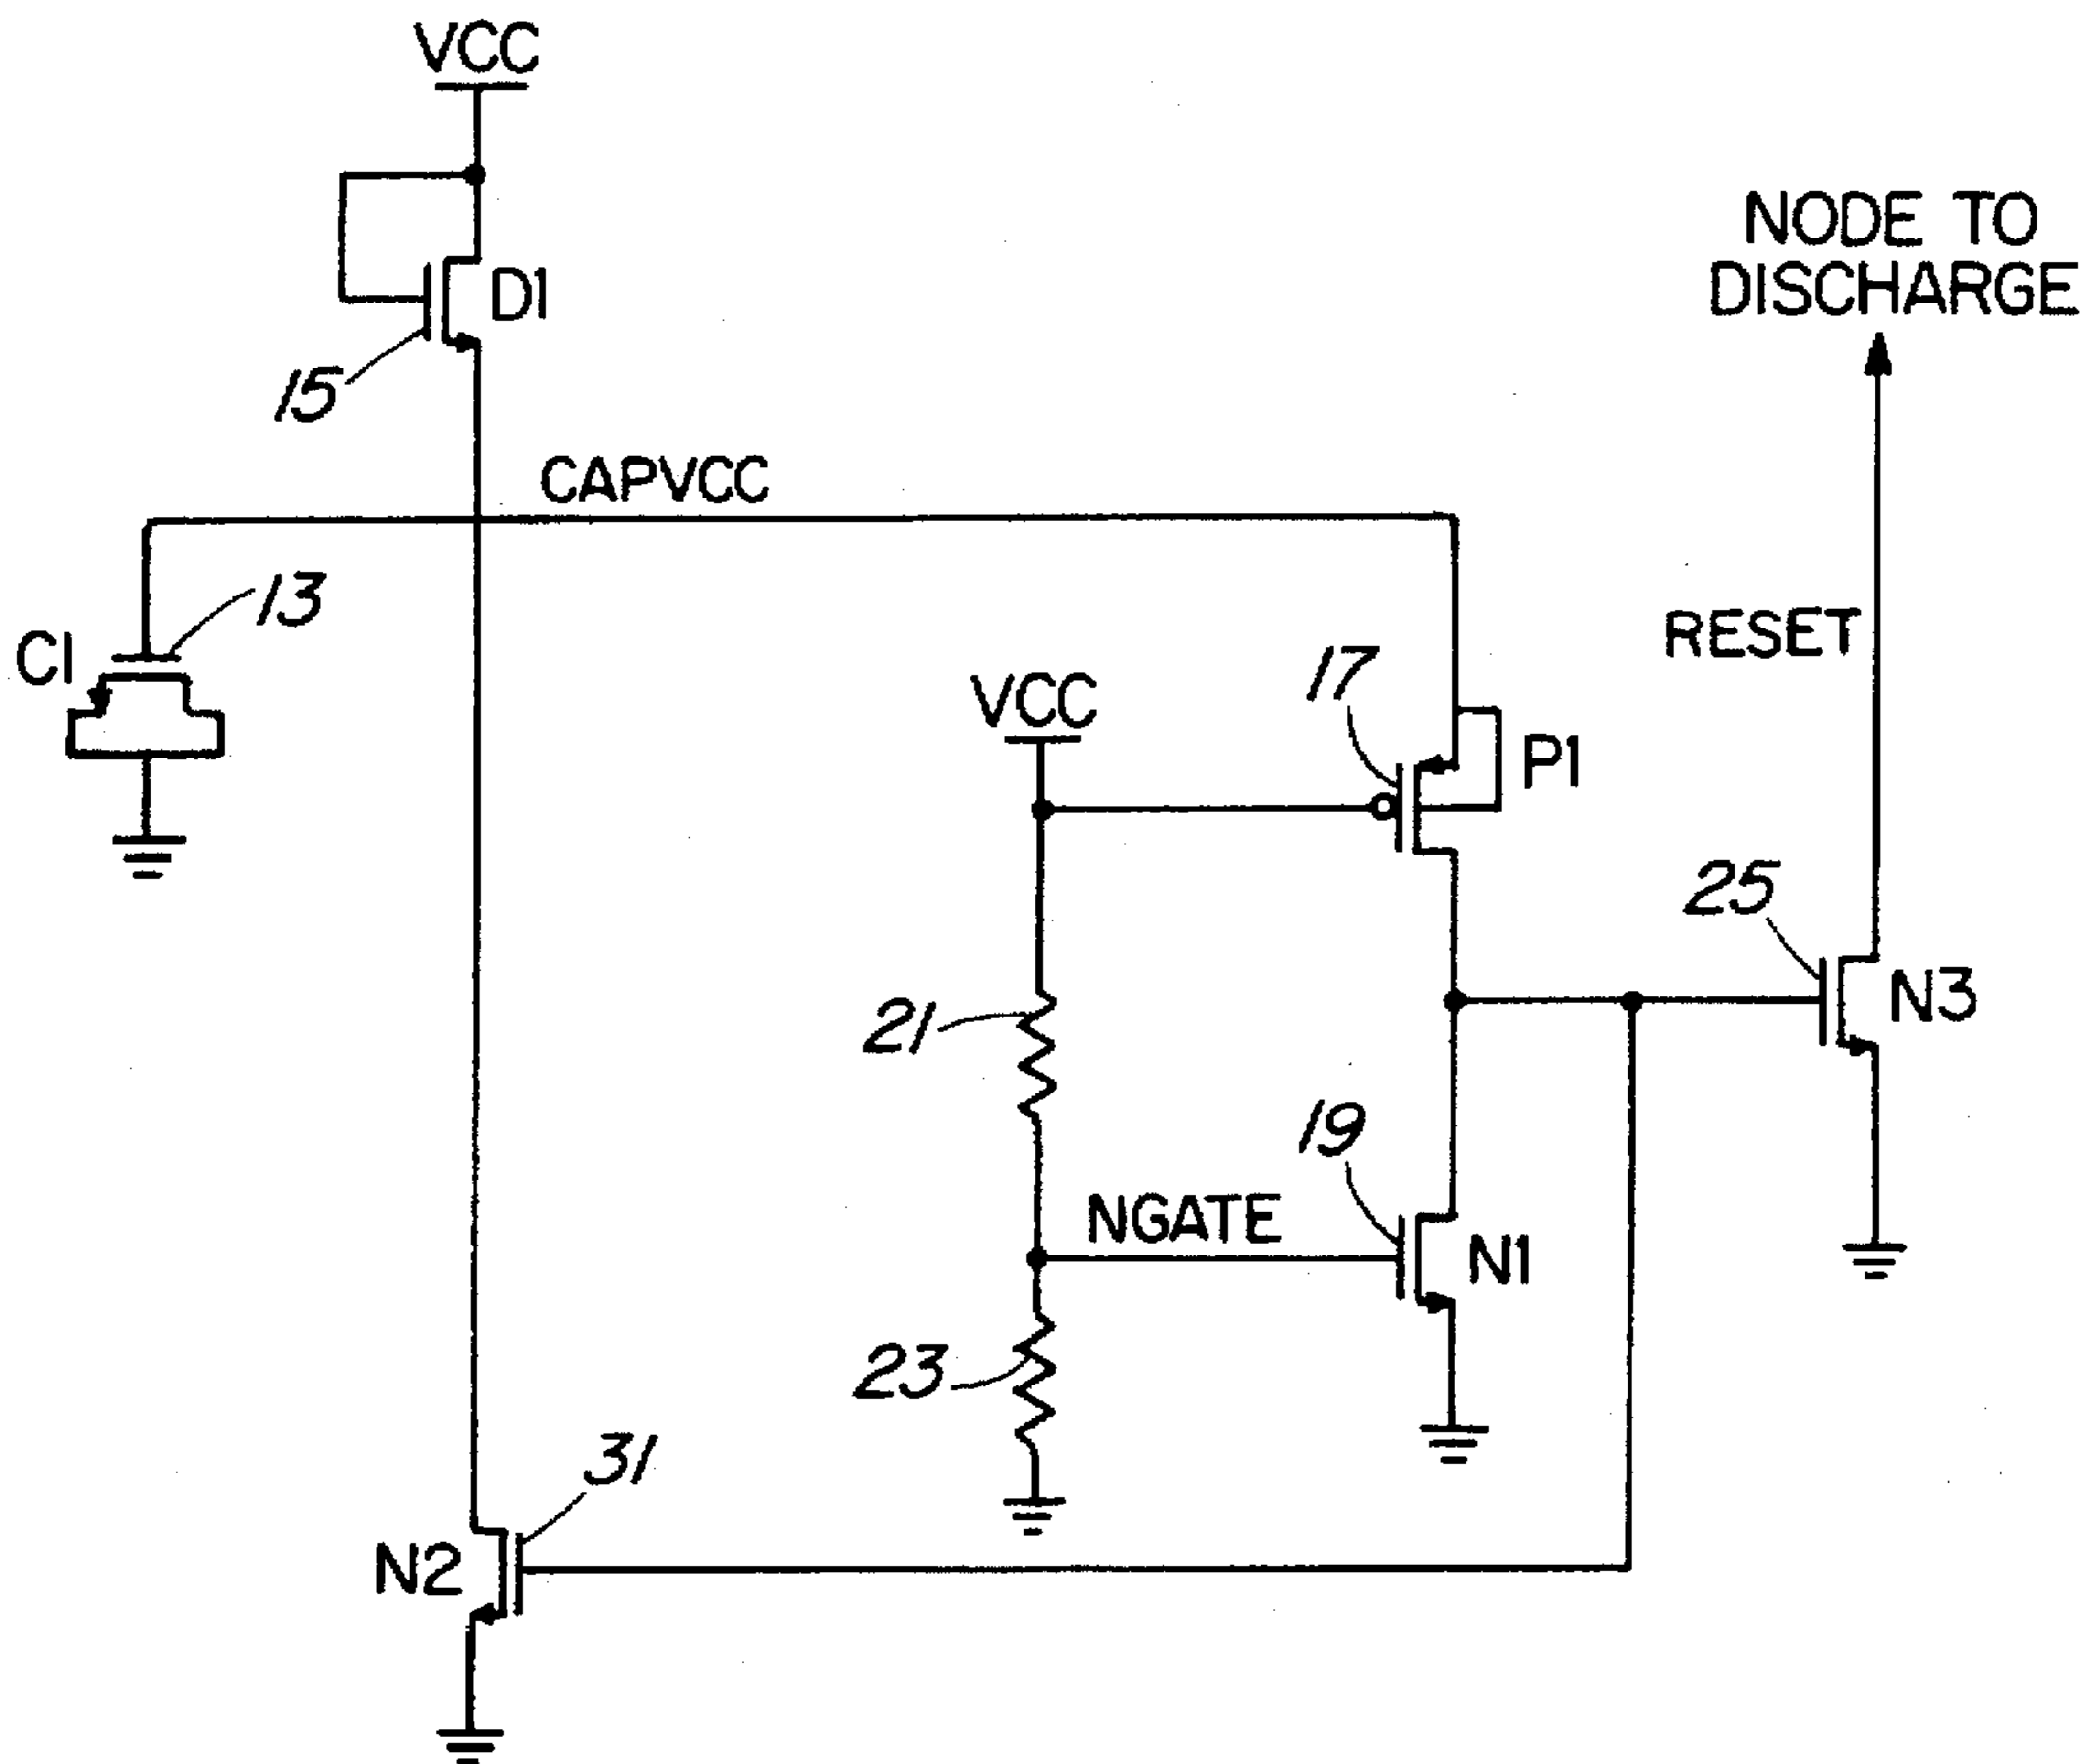 VCC
D1
15
NODE TO
DISCHARGE
CAPVCC
13
C1
RESET
17
VCC
P1
25
N3
21
19
NGATE
N1
23
31
N2